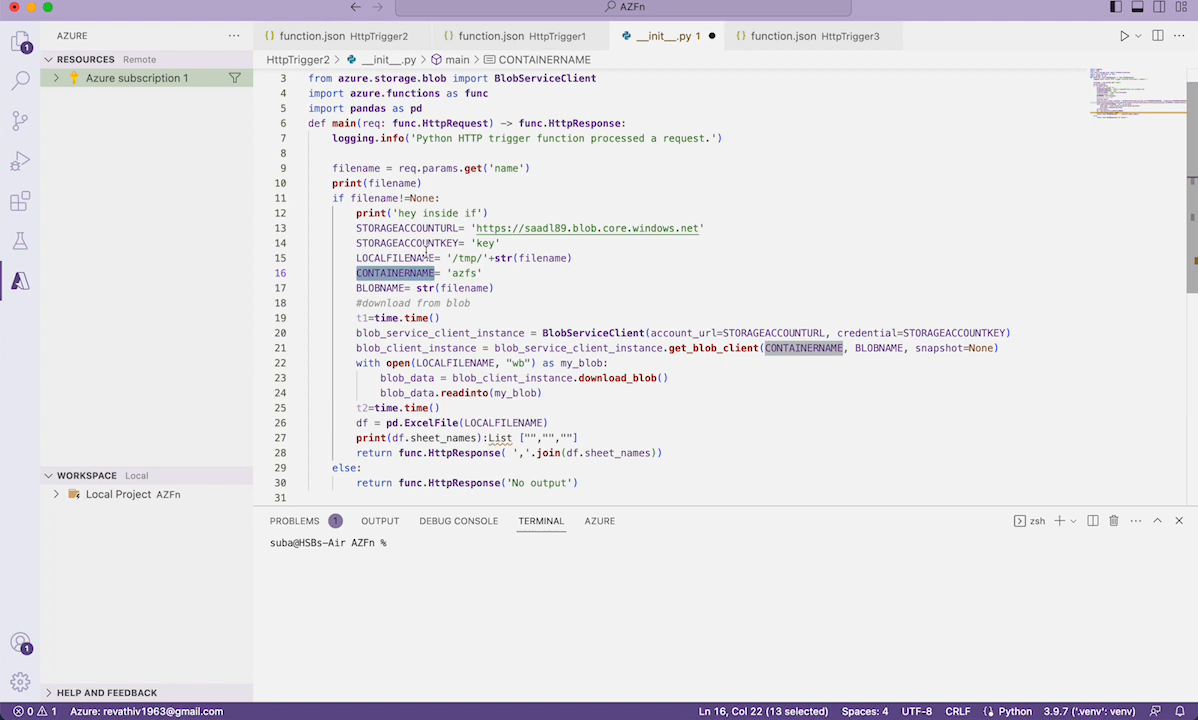 AZFn
AZURE ···
function.json HttpTrigger2
function.json HttpTrigger1
__init__.py 1
function.json HttpTrigger3
RESOURCES Remote
Azure subscription 1
HttpTrigger2 > __init__.py > main > CONTAINERNAME
3 from azure.storage.blob import BlobServiceClient
4 import azure.functions as func
5 import pandas as pd
6 def main(req: func.HttpRequest) -> func.HttpResponse:
7 logging.info('Python HTTP trigger function processed a request.')
8
9 filename = req.params.get('name')
10 print(filename)
11 if filename!=None:
12 print('hey inside if')
13 STORAGEACCOUNTURL= 'https://saadl89.blob.core.windows.net'
14 STORAGEACCOUNTKEY= 'key'
15 LOCALFILENAME= '/tmp/'+str(filename)
16 CONTAINERNAME= 'azfs'
17 BLOBNAME= str(filename)
18 #download from blob
19 t1=time.time()
20 blob_service_client_instance = BlobServiceClient(account_url=STORAGEACCOUNTURL, credential=STORAGEACCOUNTKEY)
21 blob_client_instance = blob_service_client_instance.get_blob_client(CONTAINERNAME, BLOBNAME, snapshot=None)
22 with open(LOCALFILENAME, "wb") as my_blob:
23 blob_data = blob_client_instance.download_blob()
24 blob_data.readinto(my_blob)
25 t2=time.time()
26 df = pd.ExcelFile(LOCALFILENAME)
27 print(df.sheet_names):List ["","",""]
28 return func.HttpResponse( ','.join(df.sheet_names))
29 else:
30 return func.HttpResponse('No output')
31
WORKSPACE Local
Local Project AZFn
PROBLEMS 1 OUTPUT DEBUG CONSOLE TERMINAL AZURE
zsh
suba@HSBs-Air AZFn %
HELP AND FEEDBACK
0 1 Azure: revathiv1963@gmail.com
Ln 16, Col 22 (13 selected) Spaces: 4 UTF-8 CRLF Python 3.9.7 ('.venv': venv)